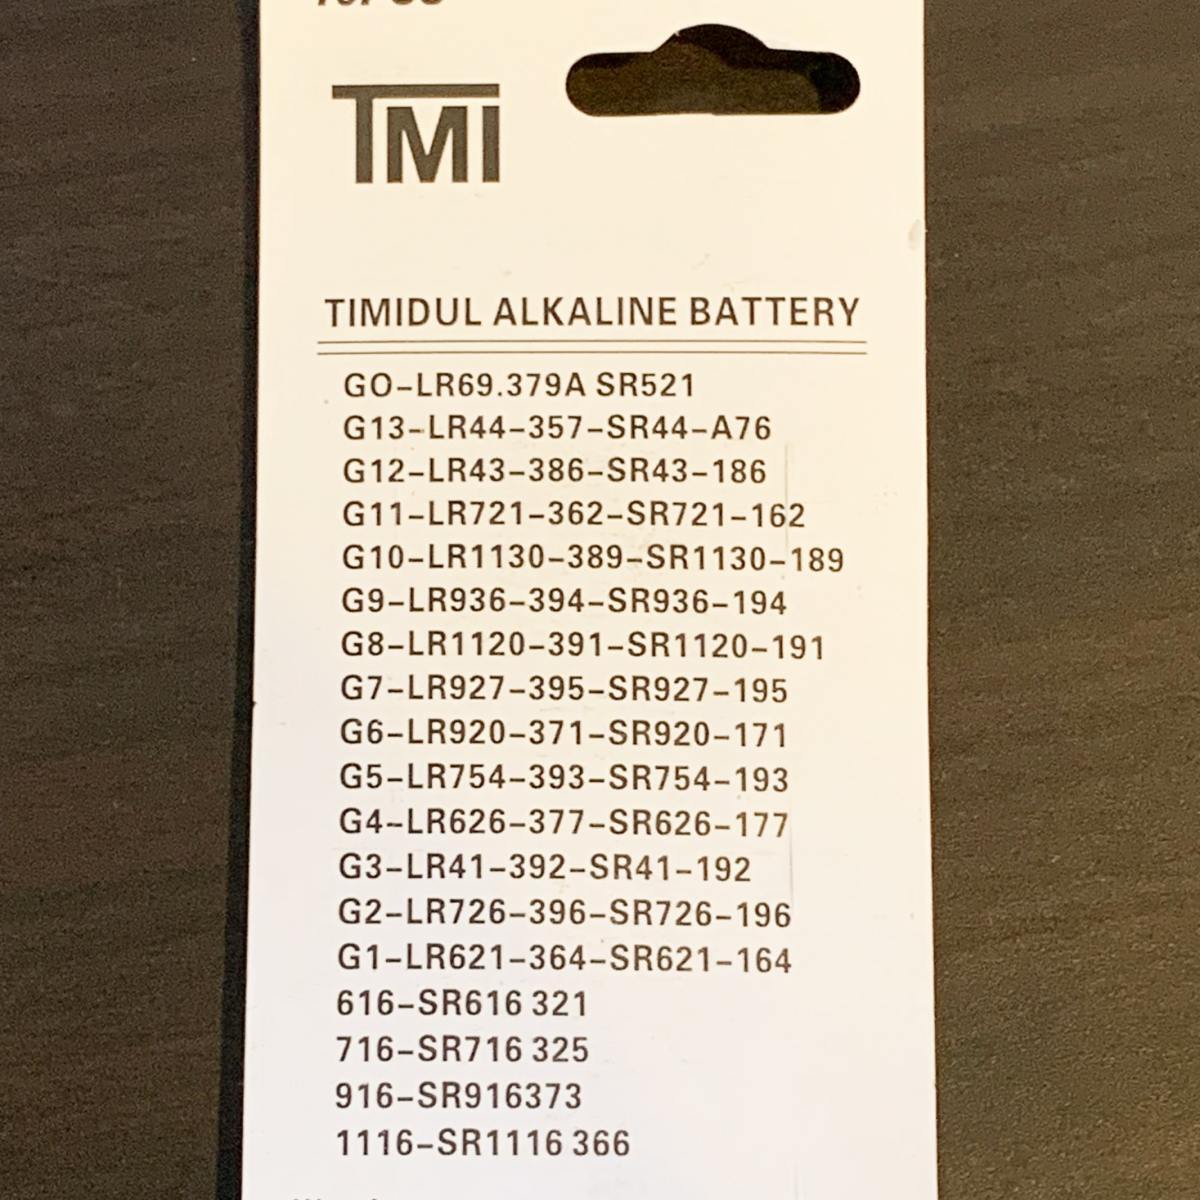 TMI
TIMIDUL ALKALINE BATTERY
GO-LR69.379A SR521
G13-LR44-357-SR44-A76
G12-LR43-386-SR43-186
G11-LR721-362-SR721-162
G10-LR1130-389-SR1130-189
G9-LR936-394-SR936-194
G8-LR1120-391-SR1120-191
G7-LR927-395-SR927-195
G6-LR920-371-SR920-171
G5-LR754-393-SR754-193
G4-LR626-377-SR626-177
G3-LR41-392-SR41-192
G2-LR726-396-SR726-196
G1-LR621-364-SR621-164
616-SR616 321
716-SR716 325
916-SR916373
1116-SR1116 366